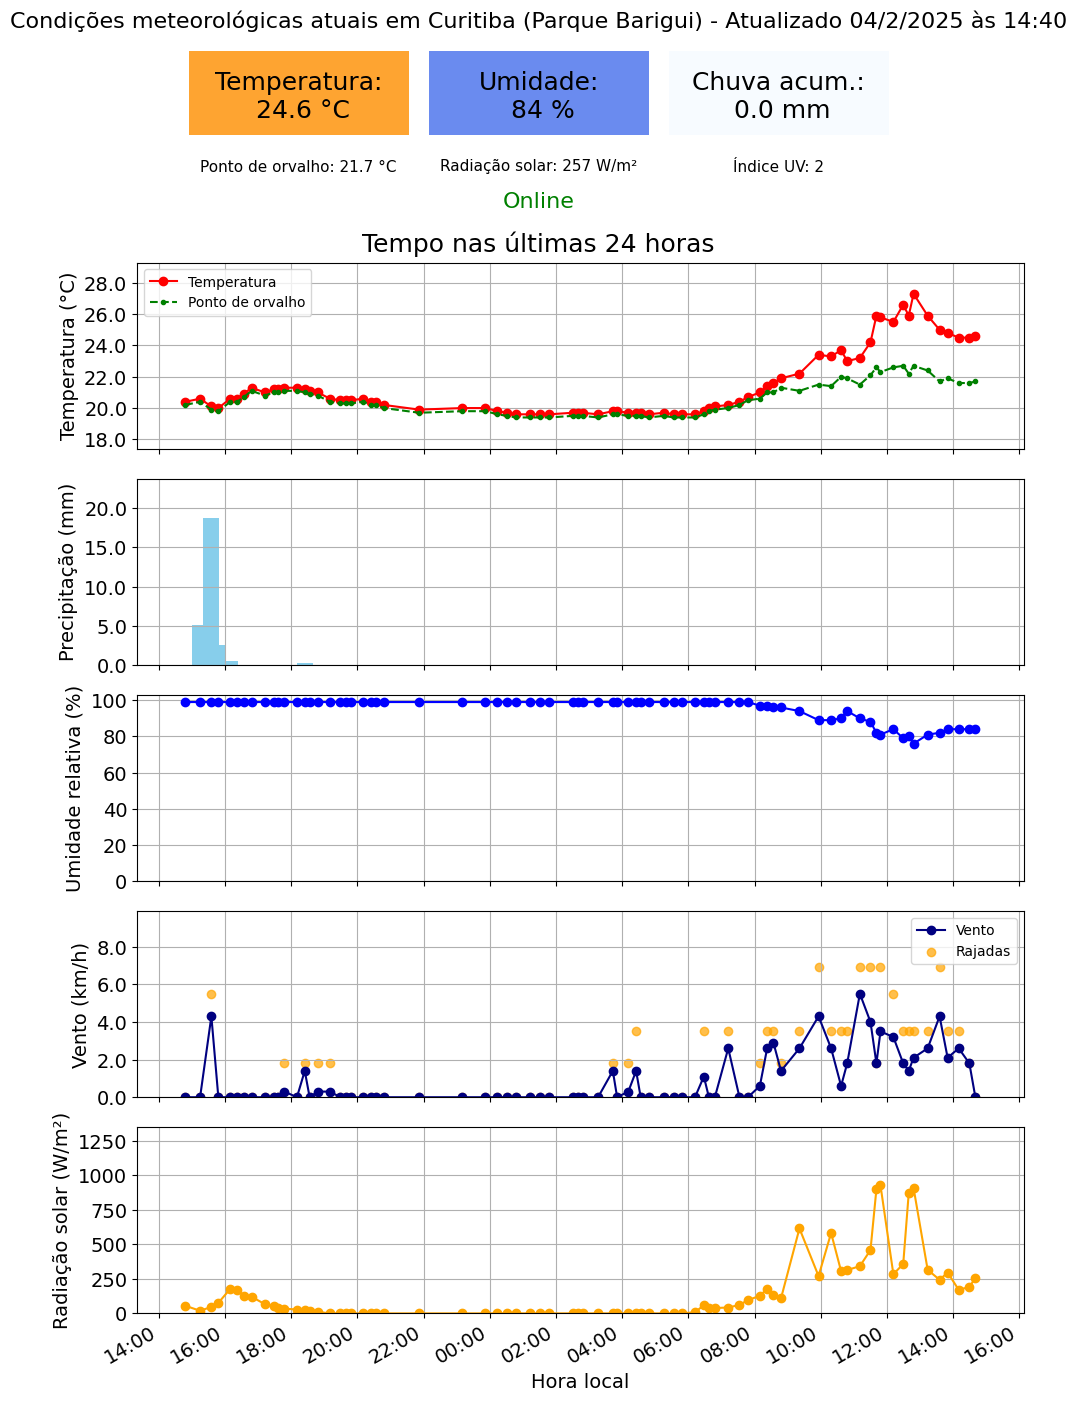 Condições meteorológicas atuais em Curitiba (Parque Barigui) - Atualizado 04/2/2025 às 14:40
Temperatura:
24.6 °C
Umidade:
84 %
Chuva acum.:
0.0 mm
Ponto de orvalho: 21.7 °C
Radiação solar: 257 W/m²
Índice UV: 2
Online
Tempo nas últimas 24 horas
Temperatura (°C)
28.0
26.0
24.0
22.0
20.0
18.0
Temperatura
Ponto de orvalho
Precipitação (mm)
20.0
15.0
10.0
5.0
0.0
Umidade relativa (%)
100
80
60
40
20
0
Vento (km/h)
8.0
6.0
4.0
2.0
0.0
Vento
Rajadas
Radiação solar (W/m²)
1250
1000
750
500
250
0
14:00
16:00
18:00
20:00
22:00
00:00
02:00
04:00
06:00
08:00
10:00
12:00
14:00
16:00
Hora local